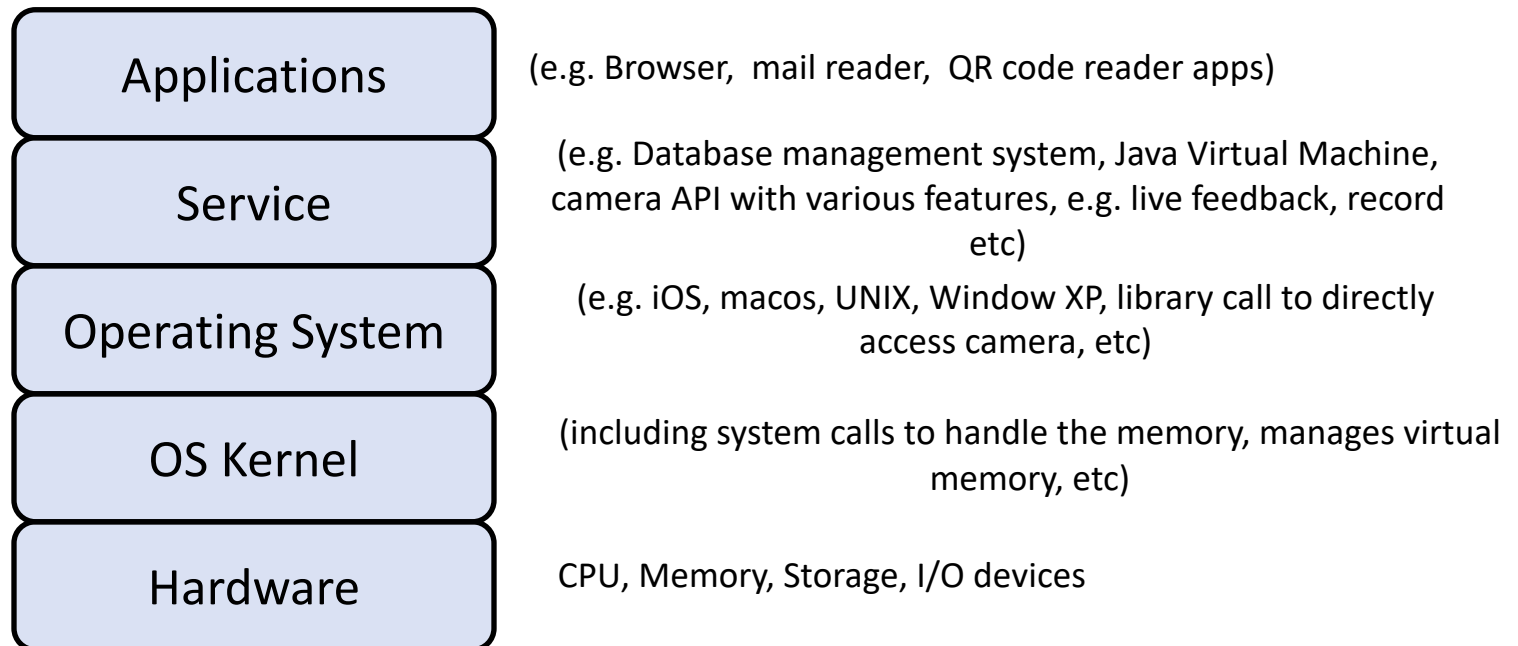 Applications
(e.g. Browser, mail reader, QR code reader apps)
Service
(e.g. Database management system, Java Virtual Machine,
camera API with various features, e.g. live feedback, record
etc)
Operating System
(e.g. iOS, macos, UNIX, Window XP, library call to directly
access camera, etc)
OS Kernel
(including system calls to handle the memory, manages virtual
memory, etc)
Hardware
CPU, Memory, Storage, I/O devices